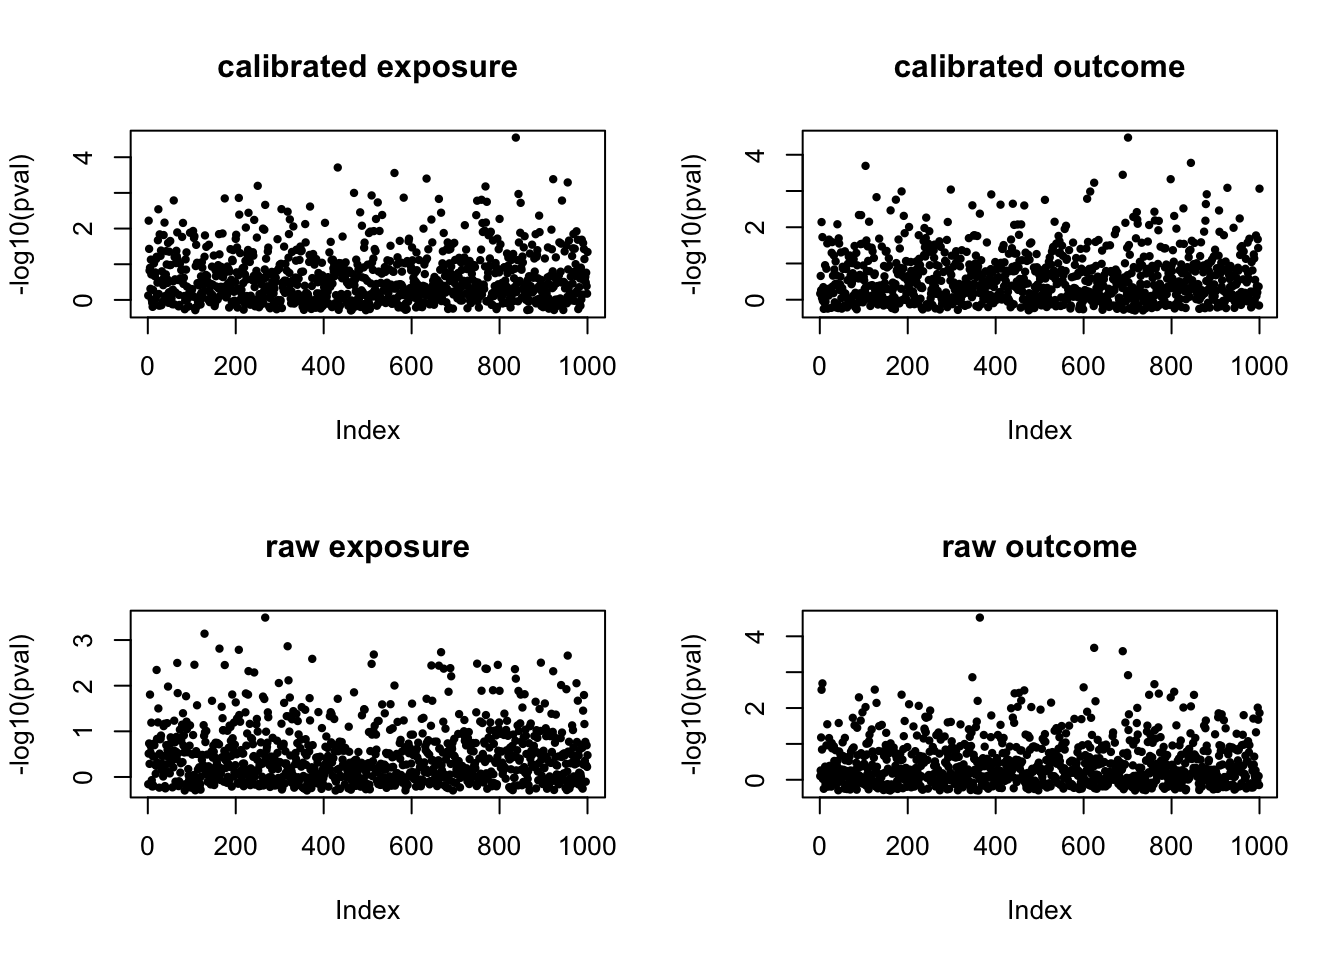 calibrated exposure
-log10(pval)
4
2
0
0 200 400 600 800 1000
Index
calibrated outcome
-log10(pval)
4
2
0
0 200 400 600 800 1000
Index
raw exposure
-log10(pval)
3
2
1
0
0 200 400 600 800 1000
Index
raw outcome
-log10(pval)
4
2
0
0 200 400 600 800 1000
Index